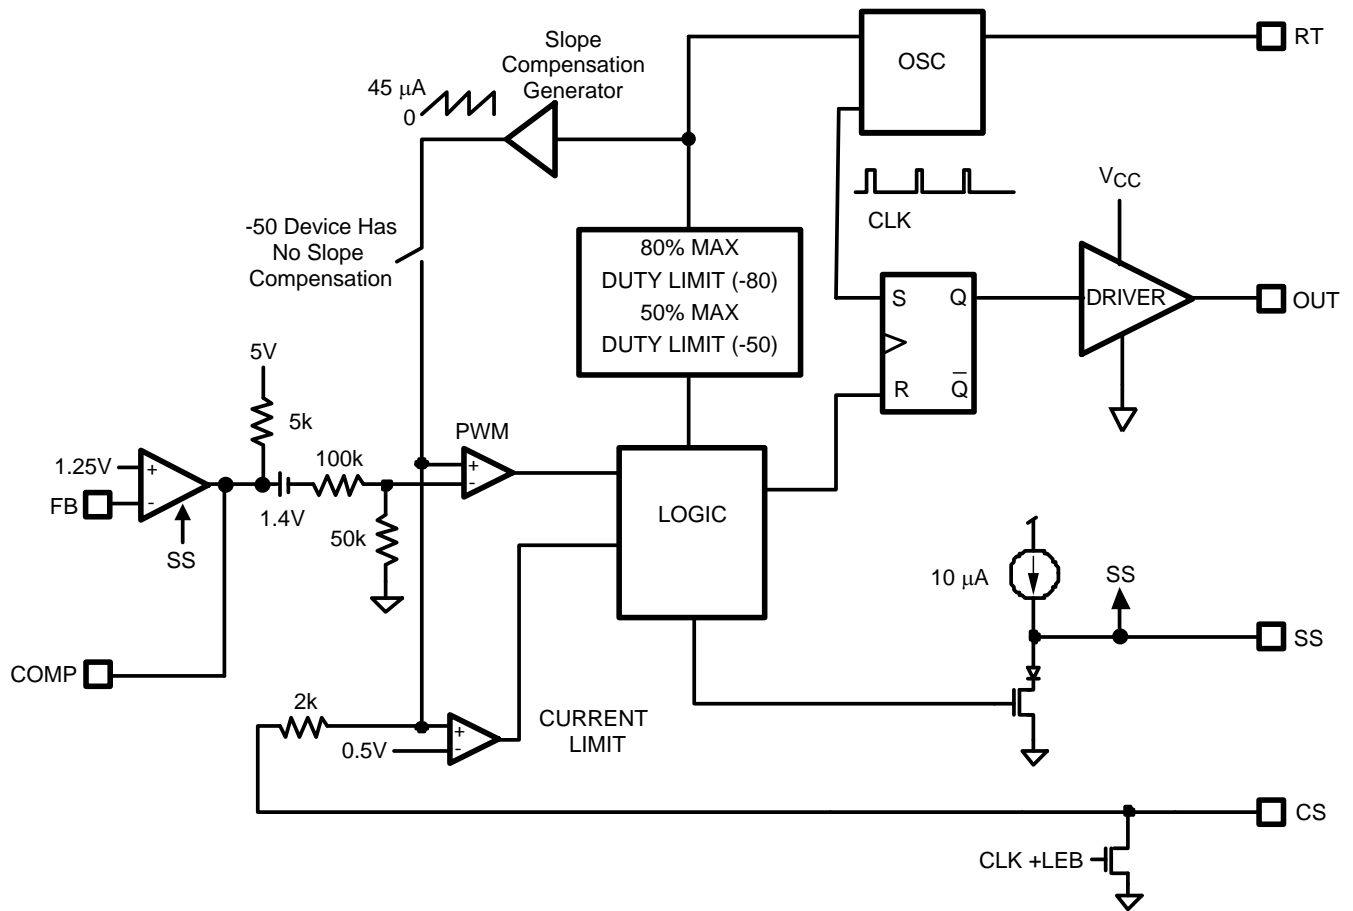 Slope
Compensation
Generator
45 μA
0
OSC
RT
CLK
VCC
-50 Device Has
No Slope
Compensation
80% MAX
DUTY LIMIT (-80)
50% MAX
DUTY LIMIT (-50)
S
Q
R
Q̅
DRIVER
OUT
5V
5k
PWM
1.25V
+
-
FB
SS
1.4V
100k
50k
+
-
LOGIC
10 μA
SS
SS
COMP
2k
0.5V
+
-
CURRENT
LIMIT
CS
CLK +LEB